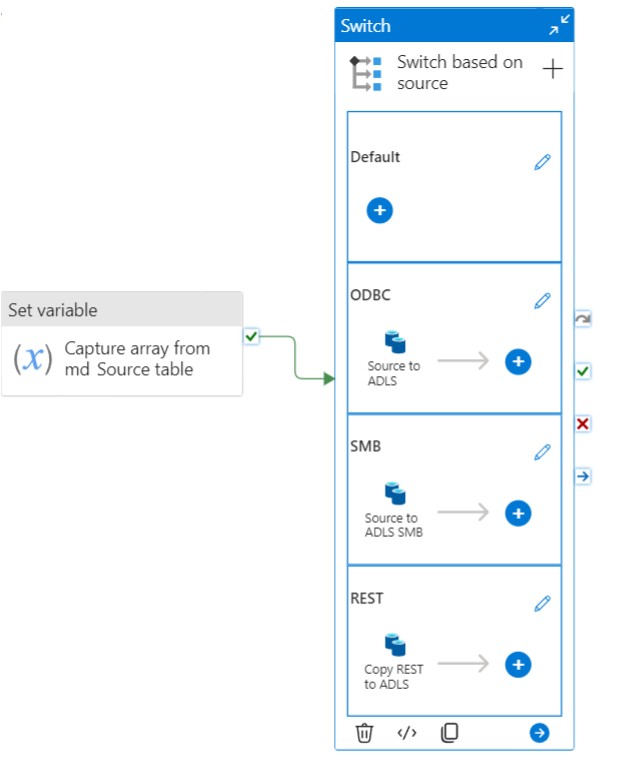 Switch
Switch based on
source
Default
ODBC
Source to
ADLS
SMB
Source to
ADLS SMB
REST
Copy REST
to ADLS
Set variable
(x)
Capture array from
md Source table